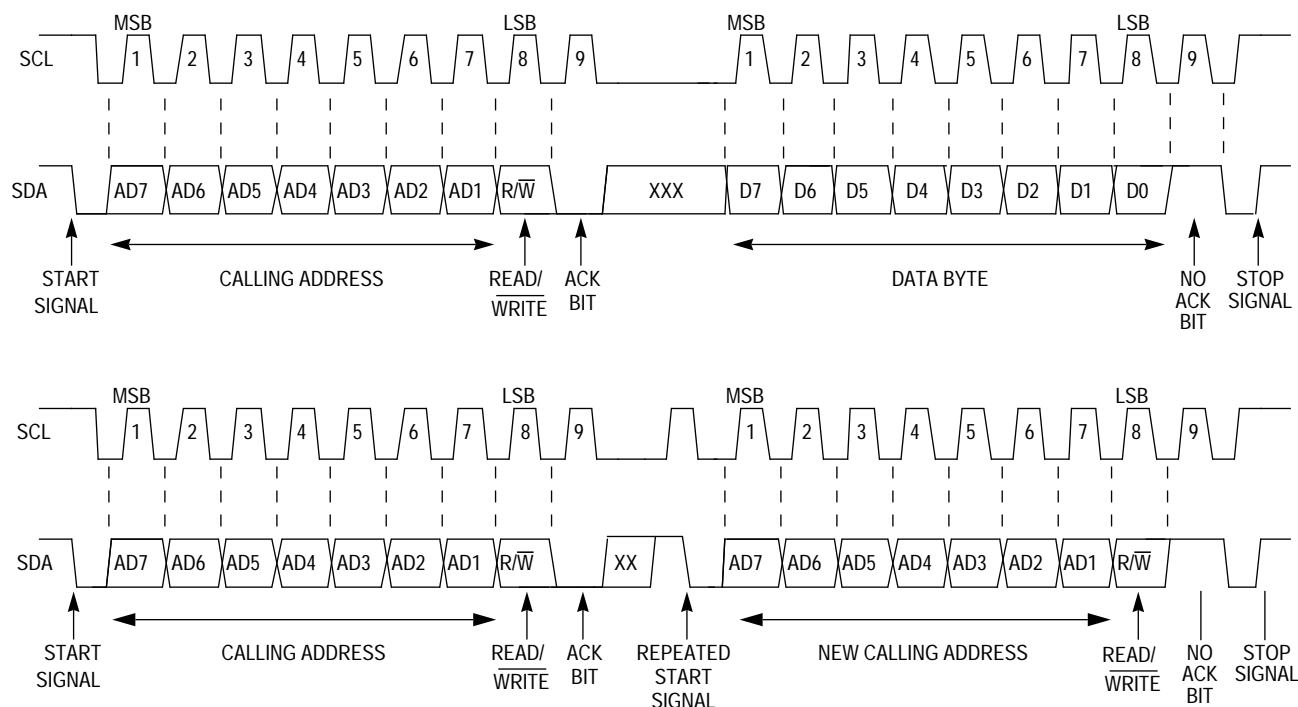 MSB LSB MSB LSB
SCL 1 2 3 4 5 6 7 8 9 1 2 3 4 5 6 7 8 9
SDA AD7 AD6 AD5 AD4 AD3 AD2 AD1 R/W̅ XXX D7 D6 D5 D4 D3 D2 D1 D0
START SIGNAL
CALLING ADDRESS
READ/ W̅R̅I̅T̅E̅
ACK BIT
DATA BYTE
NO ACK BIT
STOP SIGNAL
MSB LSB MSB LSB
SCL 1 2 3 4 5 6 7 8 9 1 2 3 4 5 6 7 8 9
SDA AD7 AD6 AD5 AD4 AD3 AD2 AD1 R/W̅ XX AD7 AD6 AD5 AD4 AD3 AD2 AD1 R/W̅
START SIGNAL
CALLING ADDRESS
READ/ W̅R̅I̅T̅E̅
ACK BIT
REPEATED START SIGNAL
NEW CALLING ADDRESS
READ/ W̅R̅I̅T̅E̅
NO ACK BIT
STOP SIGNAL